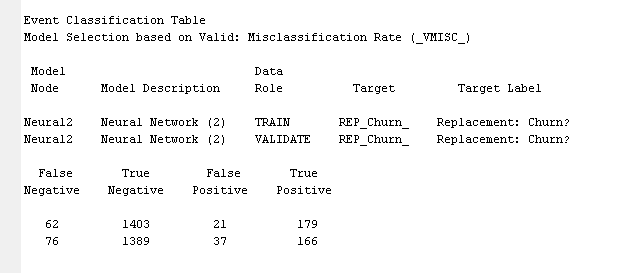 Event Classification Table
Model Selection based on Valid: Misclassification Rate (_VMISC_)
Model Data
Node Model Description Role Target Target Label
Neural2 Neural Network (2) TRAIN REP_Churn_ Replacement: Churn?
Neural2 Neural Network (2) VALIDATE REP_Churn_ Replacement: Churn?
False True False True
Negative Negative Positive Positive
62 1403 21 179
76 1389 37 166